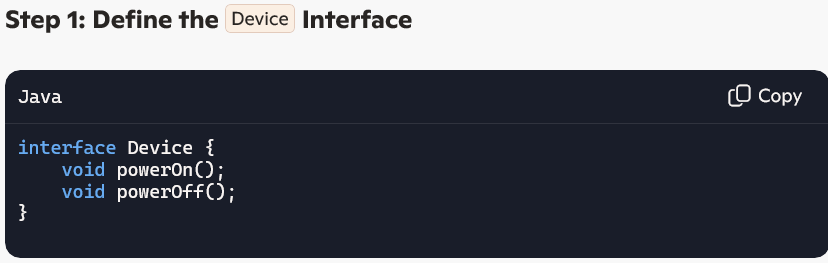 Step 1: Define the Device Interface
Java
Copy
interface Device {
    void powerOn();
    void powerOff();
}